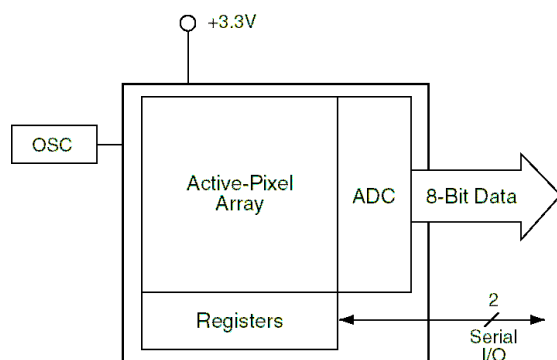 +3.3V
OSC
Active-Pixel
Array
ADC
8-Bit Data
Registers
2
Serial
I/O